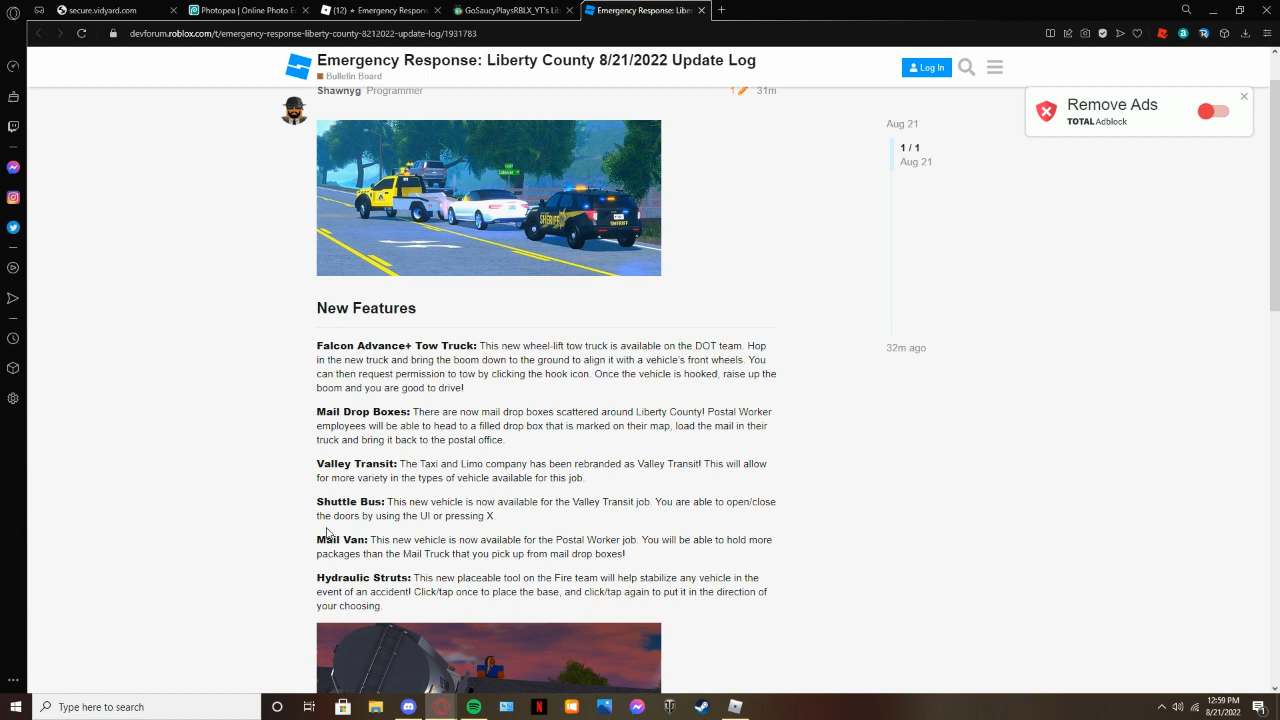 secure.vidyard.com
Photopea | Online Photo E
(12) ★ Emergency Respons
GoSaucyPlaysRBLX_YT's Li
Emergency Response: Liber
devforum.roblox.com/t/emergency-response-liberty-county-8212022-update-log/1931783
Emergency Response: Liberty County 8/21/2022 Update Log
Bulletin Board
Log In
Shawnyg Programmer
1
31m
Remove Ads
TOTAL Adblock
Aug 21
1 / 1
Aug 21
32m ago
SHERIFF
SHERIFF
New Features
Falcon Advance+ Tow Truck: This new wheel-lift tow truck is available on the DOT team. Hop
in the new truck and bring the boom down to the ground to align it with a vehicle's front wheels. You
can then request permission to tow by clicking the hook icon. Once the vehicle is hooked, raise up the
boom and you are good to drive!
Mail Drop Boxes: There are now mail drop boxes scattered around Liberty County! Postal Worker
employees will be able to head to a filled drop box that is marked on their map, load the mail in their
truck and bring it back to the postal office.
Valley Transit: The Taxi and Limo company has been rebranded as Valley Transit! This will allow
for more variety in the types of vehicle available for this job.
Shuttle Bus: This new vehicle is now available for the Valley Transit job. You are able to open/close
the doors by using the UI or pressing X.
Mail Van: This new vehicle is now available for the Postal Worker job. You will be able to hold more
packages than the Mail Truck that you pick up from mail drop boxes!
Hydraulic Struts: This new placeable tool on the Fire team will help stabilize any vehicle in the
event of an accident! Click/tap once to place the base, and click/tap again to put it in the direction of
your choosing.
Type here to search
12:59 PM
8/21/2022